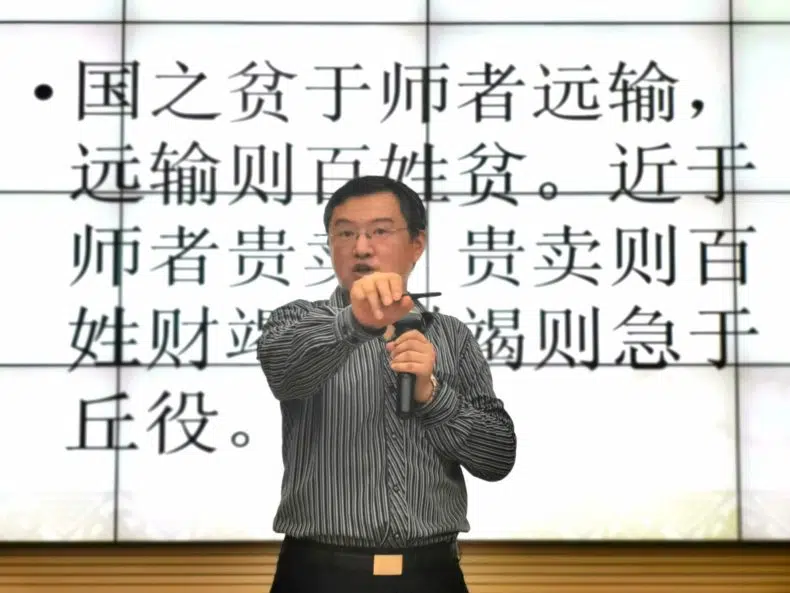 •国之贫于师者远输,
远输则百姓贫。近于
师者贵卖 贵卖则百
姓财竭 竭则急于
丘役。